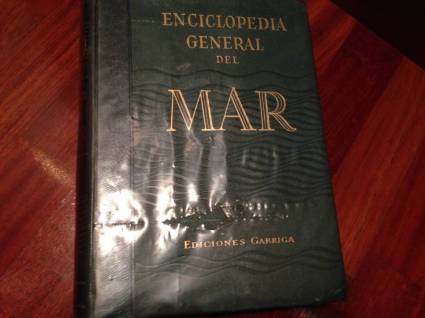 ENCICLOPEDIA
GENERAL
DEL
MAR
EDICIONES GARRIGA